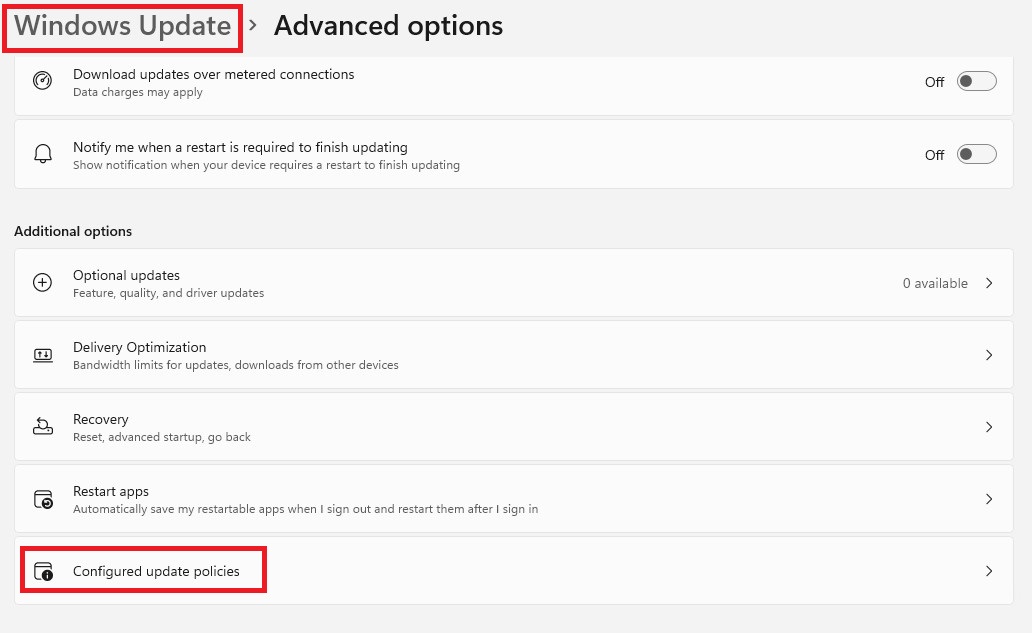 Windows Update > Advanced options
Download updates over metered connections
Data charges may apply
Off
Notify me when a restart is required to finish updating
Show notification when your device requires a restart to finish updating
Off
Additional options
Optional updates
Feature, quality, and driver updates
0 available
Delivery Optimization
Bandwidth limits for updates, downloads from other devices
Recovery
Reset, advanced startup, go back
Restart apps
Automatically save my restartable apps when I sign out and restart them after I sign in
Configured update policies